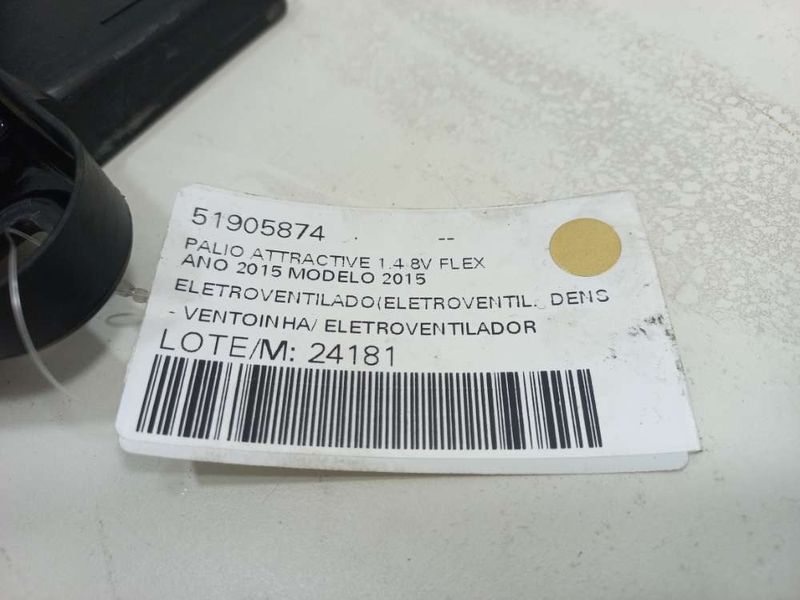 51905874 --
PALIO ATTRACTIVE 1.4 8V FLEX
ANO 2015 MODELO 2015
ELETROVENTILADO(ELETROVENTIL. DENS
- VENTOINHA/ ELETROVENTILADOR
LOTE/M: 24181